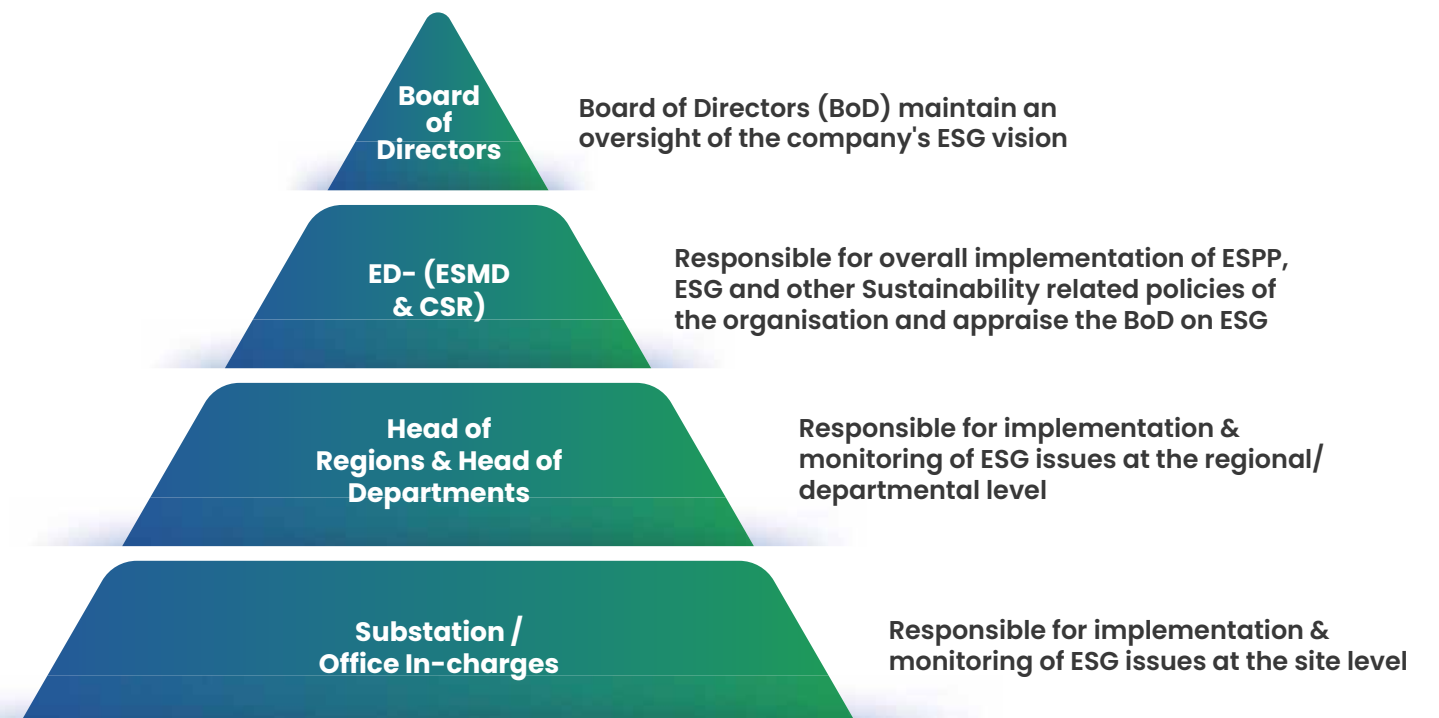 Board
of
Directors
Board of Directors (BoD) maintain an
oversight of the company's ESG vision
ED- (ESMD
& CSR)
Responsible for overall implementation of ESPP,
ESG and other Sustainability related policies of
the organisation and appraise the BoD on ESG
Head of
Regions & Head of
Departments
Responsible for implementation &
monitoring of ESG issues at the regional/
departmental level
Substation /
Office In-charges
Responsible for implementation &
monitoring of ESG issues at the site level